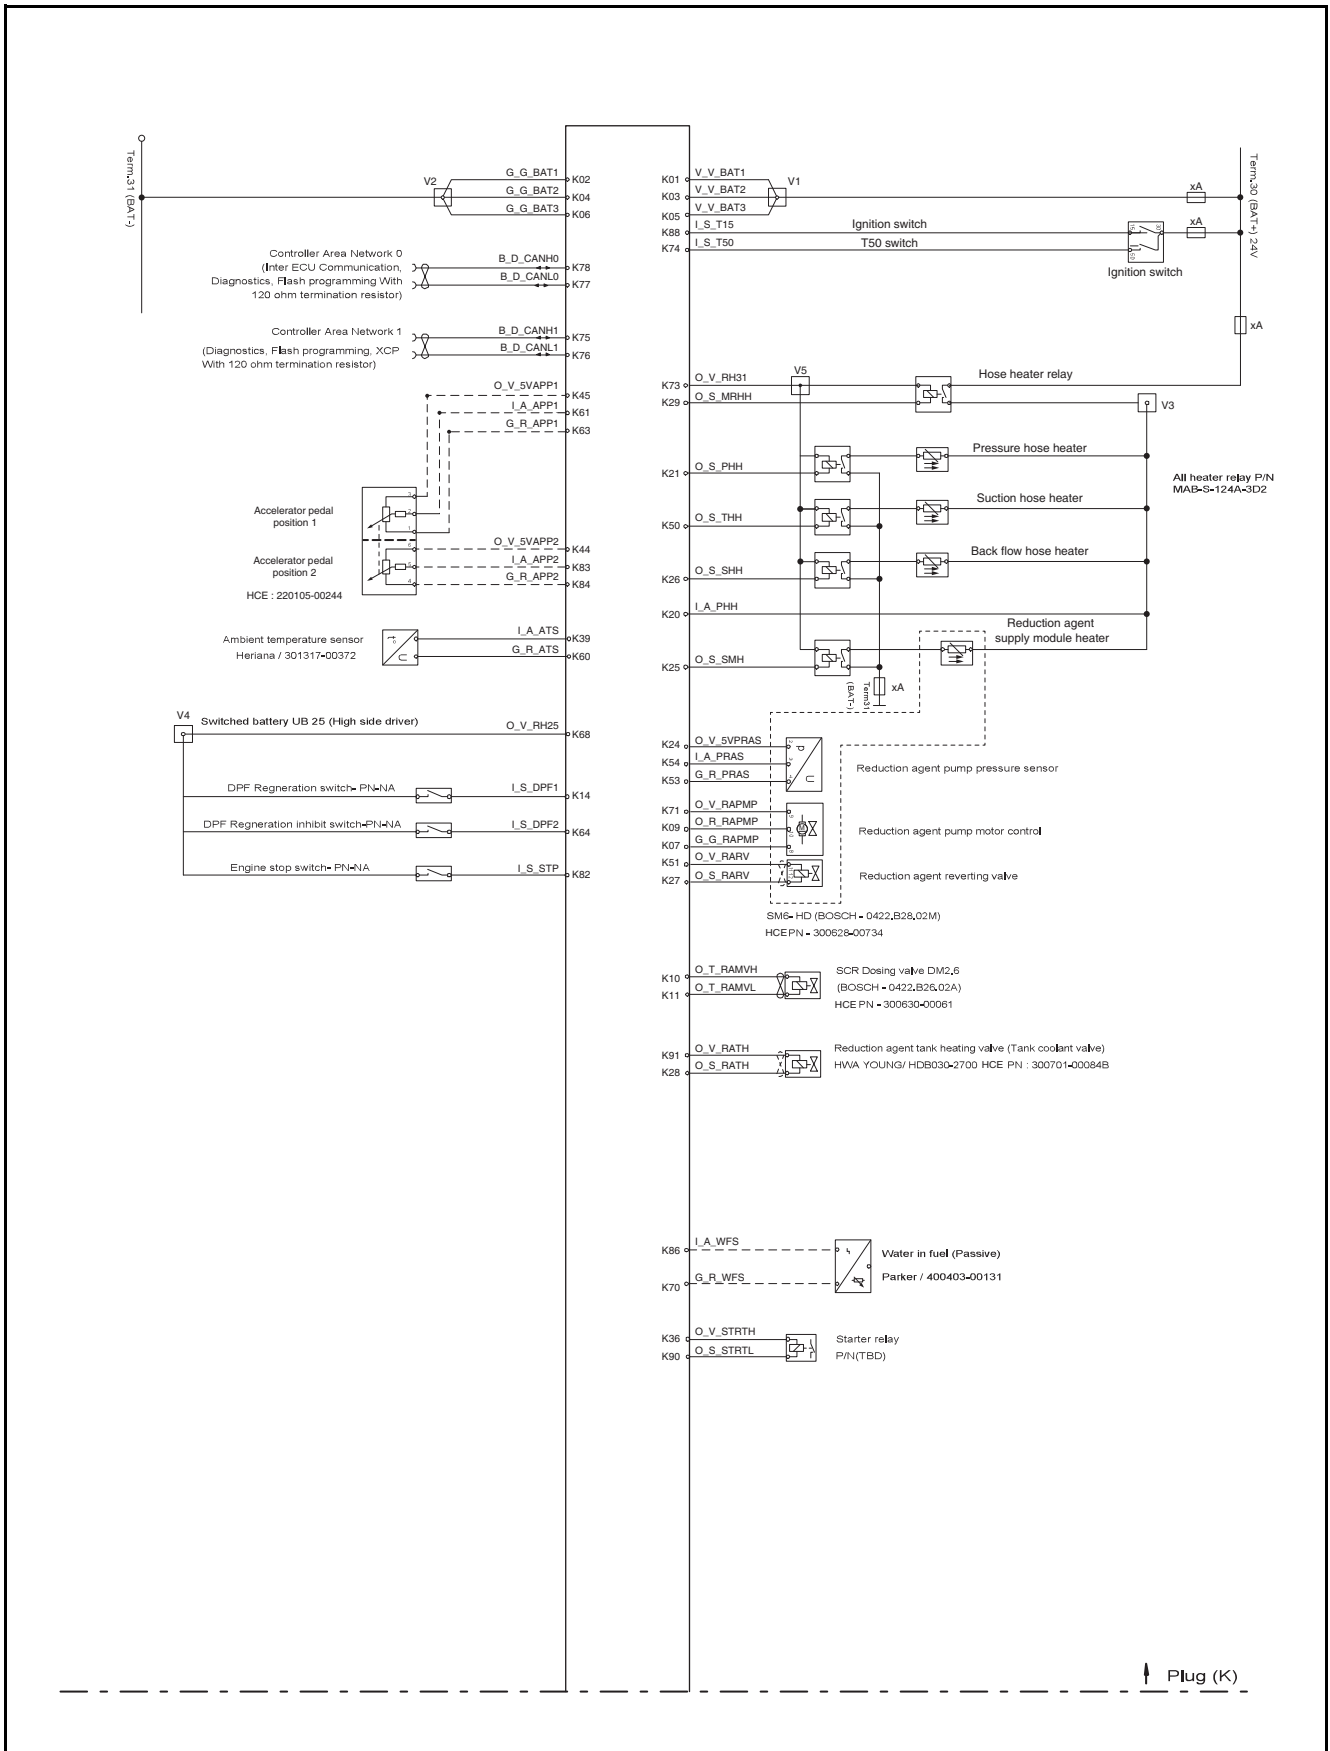 Term.31 (BAT-)
V2
G_G_BAT1
K02
G_G_BAT2
K04
G_G_BAT3
K06
Controller Area Network 0
(Inter ECU Communication,
Diagnostics, Flash programming With
120 ohm termination resistor)
B_D_CANH0
K78
B_D_CANL0
K77
Controller Area Network 1
(Diagnostics, Flash programming, XCP
With 120 ohm termination resistor)
B_D_CANH1
K75
B_D_CANL1
K76
O_V_5VAPP1
K45
I_A_APP1
K61
G_R_APP1
K63
Accelerator pedal
position 1
3
2
1
Accelerator pedal
position 2
6
5
4
HCE : 220105-00244
O_V_5VAPP2
K44
I_A_APP2
K83
G_R_APP2
K84
Ambient temperature sensor
Heriana / 301317-00372
t°
U
I_A_ATS
K39
G_R_ATS
K60
V4
Switched battery UB 25 (High side driver)
O_V_RH25
K68
DPF Regneration switch- PN-NA
I_S_DPF1
K14
DPF Regneration inhibit switch-PN-NA
I_S_DPF2
K64
Engine stop switch- PN-NA
I_S_STP
K82
K01
V_V_BAT1
V1
K03
V_V_BAT2
xA
K05
V_V_BAT3
K88
I_S_T15
Ignition switch
15
30
50
xA
K74
I_S_T50
T50 switch
Ignition switch
Term.30 (BAT+) 24V
xA
K73
O_V_RH31
V5
Hose heater relay
K29
O_S_MRHH
V3
K21
O_S_PHH
Pressure hose heater
All heater relay P/N
MAB-S-124A-3D2
K50
O_S_THH
Suction hose heater
K26
O_S_SHH
Back flow hose heater
K20
I_A_PHH
Reduction agent
supply module heater
K25
O_S_SMH
Term31
(BAT-)
xA
K24
O_V_5VPRAS
K54
I_A_PRAS
K53
G_R_PRAS
P
U
Reduction agent pump pressure sensor
K71
O_V_RAPMP
K09
O_R_RAPMP
K07
G_G_RAPMP
M
Reduction agent pump motor control
K51
O_V_RARV
K27
O_S_RARV
Reduction agent reverting valve
SM6- HD (BOSCH - 0422.B28.02M)
HCEPN - 300628-00734
K10
O_T_RAMVH
K11
O_T_RAMVL
SCR Dosing valve DM2.6
(BOSCH - 0422.B26.02A)
HCE PN - 300630-00061
K91
O_V_RATH
K28
O_S_RATH
Reduction agent tank heating valve (Tank coolant valve)
HWA YOUNG/ HDB030-2700 HCE PN : 300701-00084B
K86
I_A_WFS
K70
G_R_WFS
Water in fuel (Passive)
Parker / 400403-00131
K36
O_V_STRTH
K90
O_S_STRTL
Starter relay
P/N(TBD)
Plug (K)